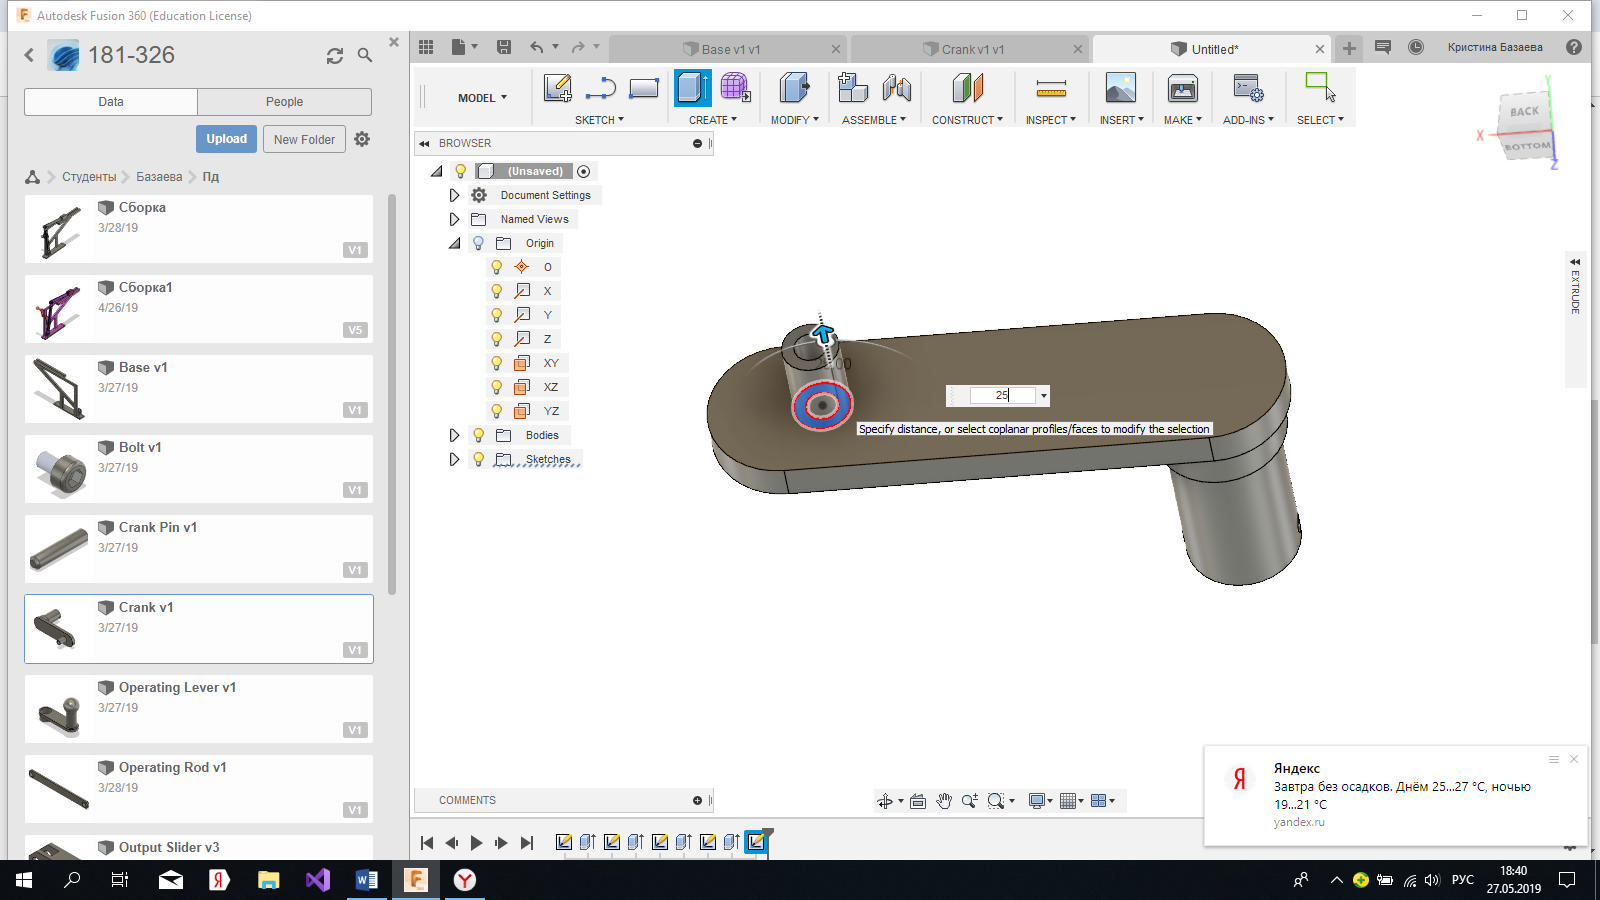 Autodesk Fusion 360 (Education License)
181-326
Data
People
Upload
New Folder
Студенты
Базаева
Пд
Сборка
3/28/19
V1
Сборка1
4/26/19
V5
Base v1
3/27/19
V1
Bolt v1
3/27/19
V1
Crank Pin v1
3/27/19
V1
Crank v1
3/27/19
V1
Operating Lever v1
3/27/19
V1
Operating Rod v1
3/28/19
V1
Output Slider v3
Base v1 v1
Crank v1 v1
Untitled*
Кристина Базаева
MODEL
SKETCH
CREATE
MODIFY
ASSEMBLE
CONSTRUCT
INSPECT
INSERT
MAKE
ADD-INS
SELECT
BROWSER
(Unsaved)
Document Settings
Named Views
Origin
O
X
Y
Z
XY
XZ
YZ
Bodies
Sketches
BACK
BOTTOM
X
Y
Z
EXTRUDE
25
Specify distance, or select coplanar profiles/faces to modify the selection
COMMENTS
Яндекс
Завтра без осадков. Днём 25...27 °C, ночью
19...21 °C
yandex.ru
РУС
18:40
27.05.2019